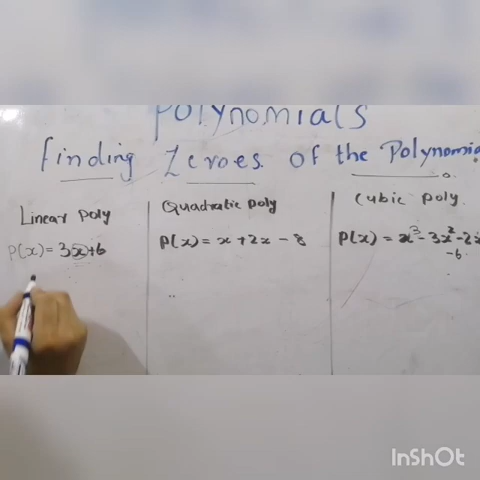 Polynomials
Finding Zeroes of the Polynomia
Linear poly
P(x) = 3x+6
Quadratic poly
P(x) = x + 2x - 8
Cubic poly.
P(x) = x³ - 3x² - 2x
-6
InShOt